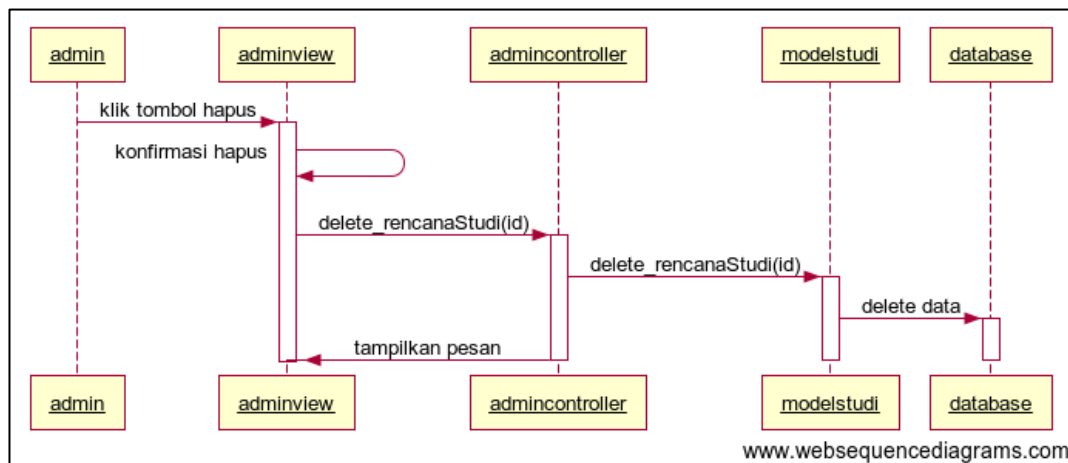 admin
adminview
admincontroller
modelstudi
database
klik tombol hapus
konfirmasi hapus
delete_rencanaStudi(id)
delete_rencanaStudi(id)
delete data
tampilkan pesan
admin
adminview
admincontroller
modelstudi
database
www.websequencediagrams.com